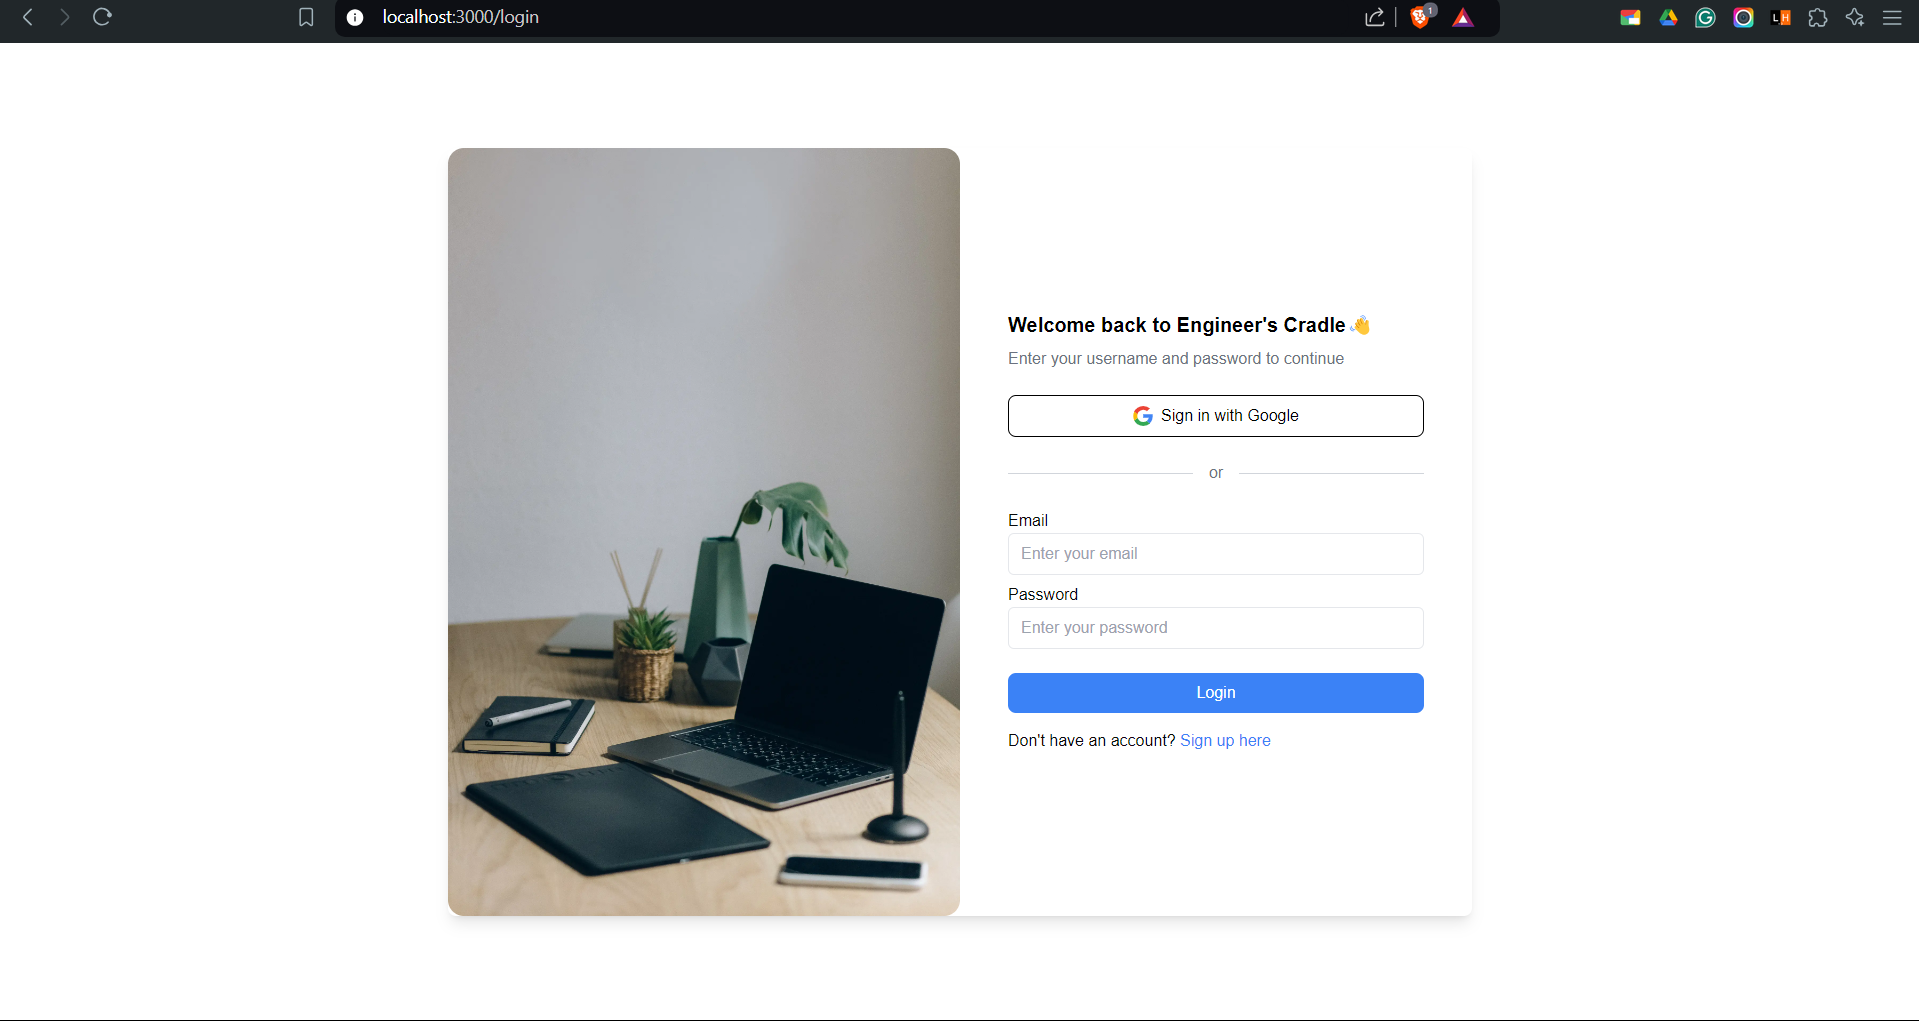 localhost:3000/login
1
LH
Welcome back to Engineer's Cradle 👋
Enter your username and password to continue
Sign in with Google
or
Email
Enter your email
Password
Enter your password
Login
Don't have an account? Sign up here